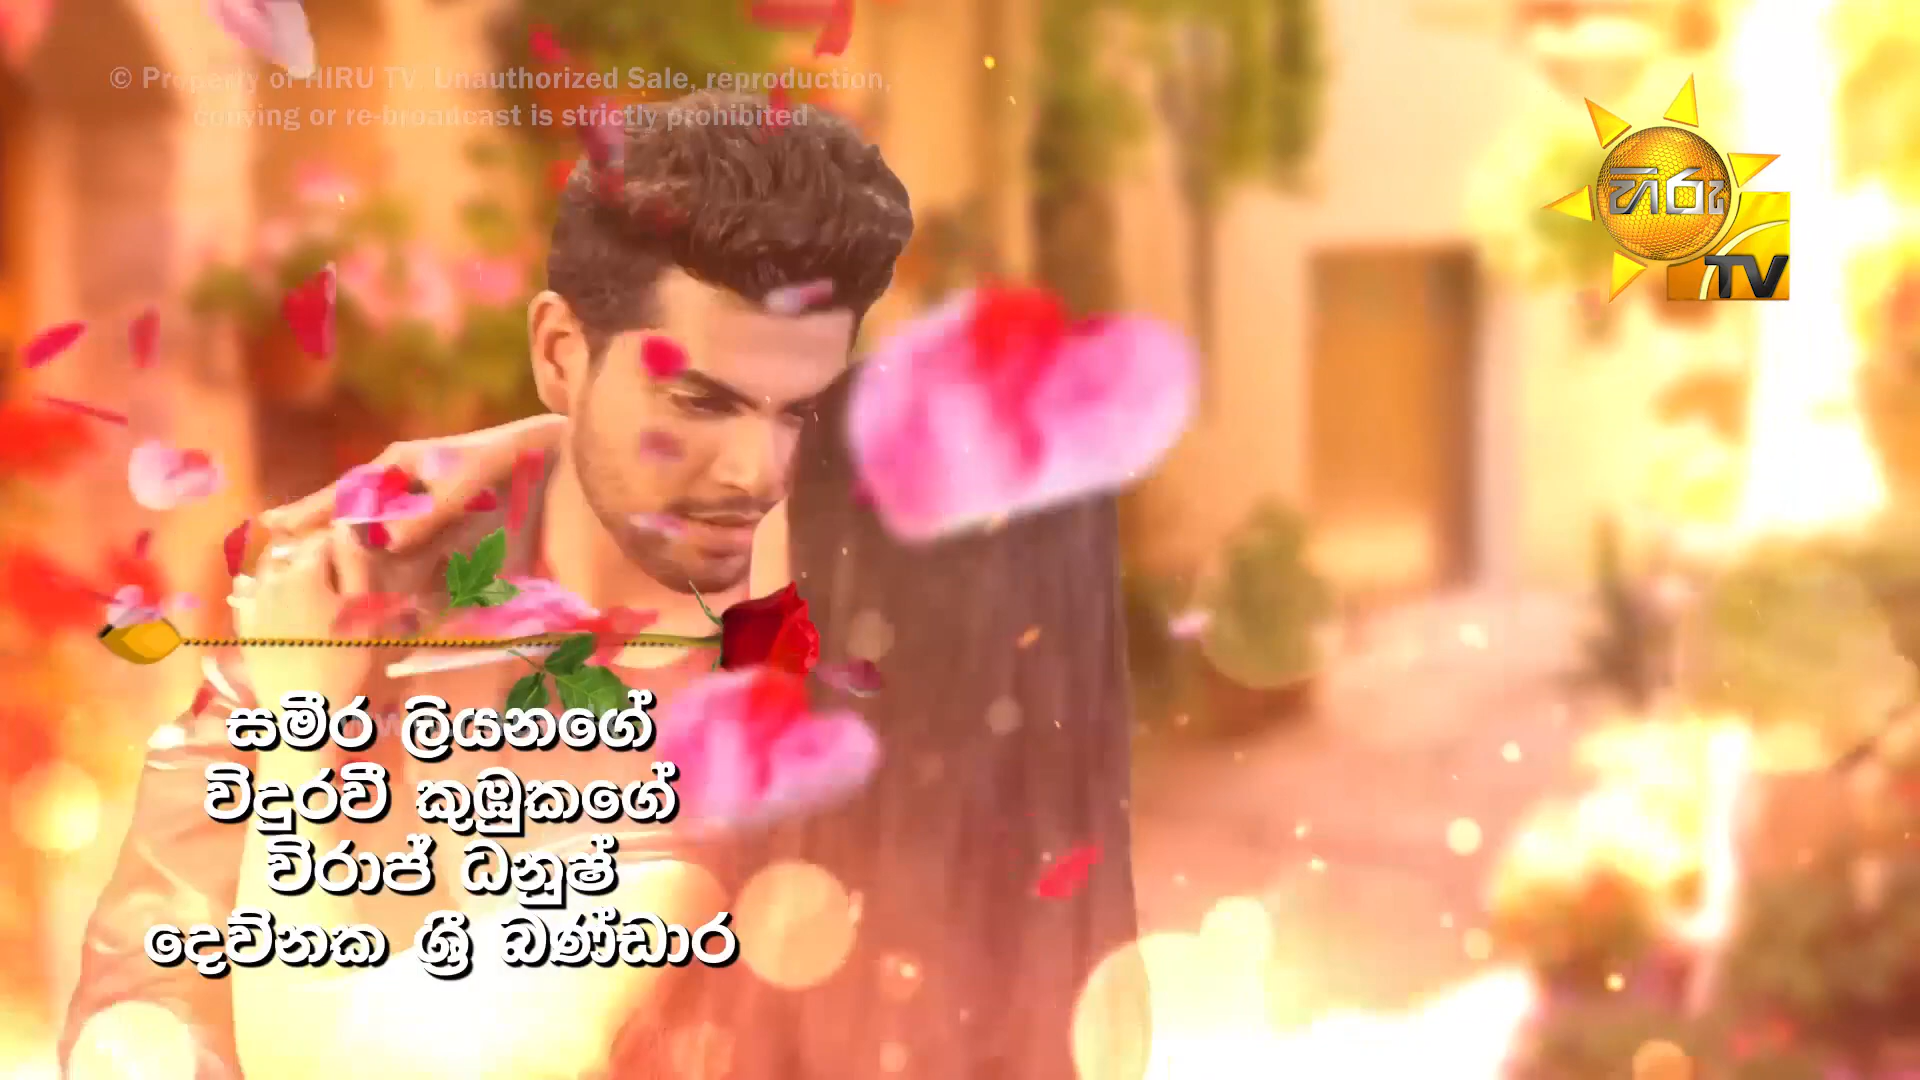 © Property of HIRU TV. Unauthorized Sale, reproduction,
copying or re-broadcast is strictly prohibited
හිරු
TV
සමීර ලියනගේ
විදුරවී කුඹුකගේ
විරාජ් ධනුෂ්
දෙව්නක ශ්‍රී බණ්ඩාර